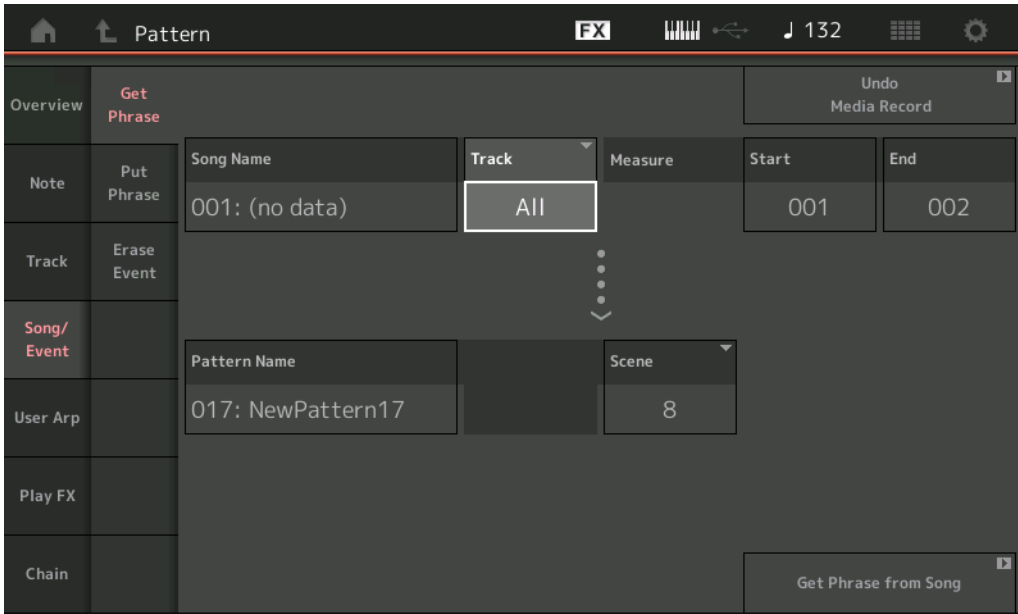 Pattern
FX
132
Overview
Get
Phrase
Undo
Media Record
Note
Put
Phrase
Song Name
Track
Measure
Start
End
001: (no data)
All
001
002
Track
Erase
Event
Song/
Event
Pattern Name
Scene
017: NewPattern17
8
User Arp
Play FX
Chain
Get Phrase from Song